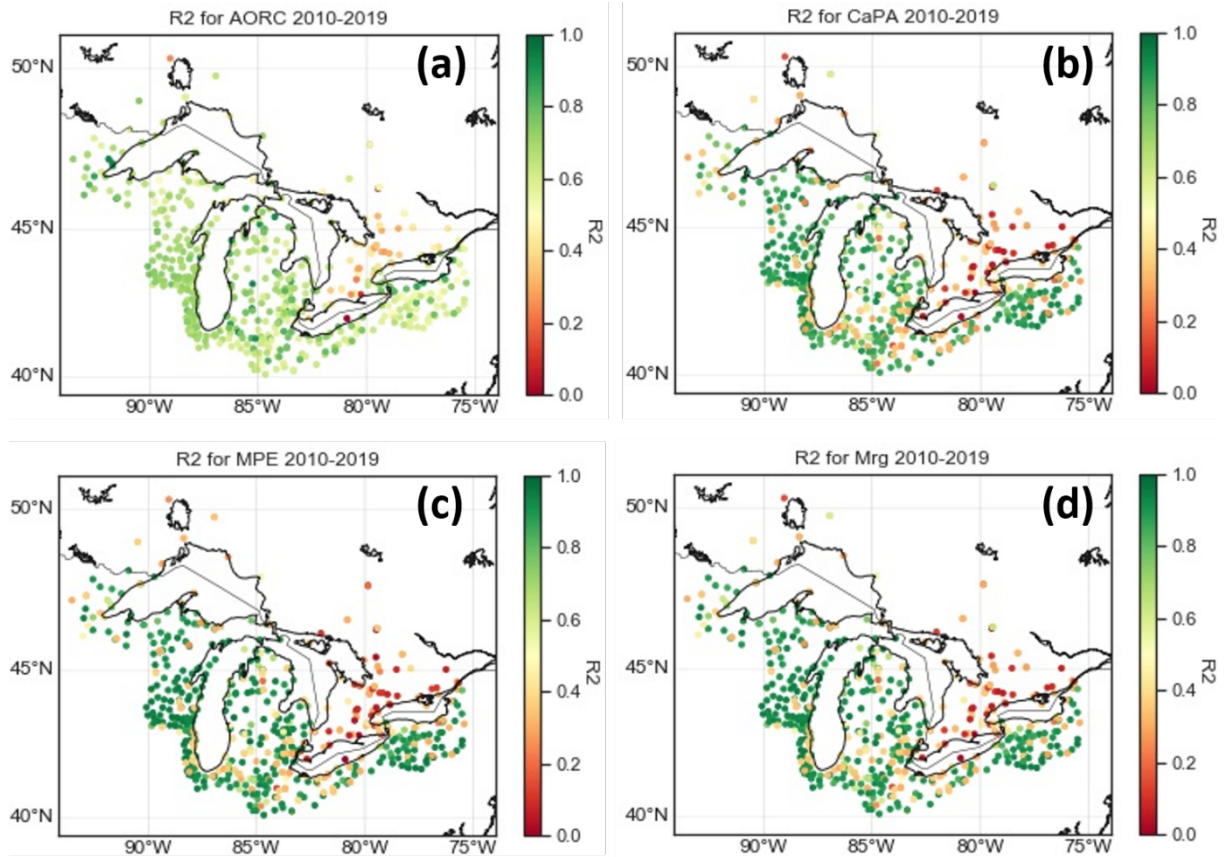 R2 for AORC 2010-2019
(a)
50°N
45°N
40°N
90°W 85°W 80°W 75°W
1.0
0.8
0.6
0.4
0.2
0.0
R2
R2 for CaPA 2010-2019
(b)
50°N
45°N
40°N
90°W 85°W 80°W 75°W
1.0
0.8
0.6
0.4
0.2
0.0
R2
R2 for MPE 2010-2019
(c)
50°N
45°N
40°N
90°W 85°W 80°W 75°W
1.0
0.8
0.6
0.4
0.2
0.0
R2
R2 for Mrg 2010-2019
(d)
50°N
45°N
40°N
90°W 85°W 80°W 75°W
1.0
0.8
0.6
0.4
0.2
0.0
R2